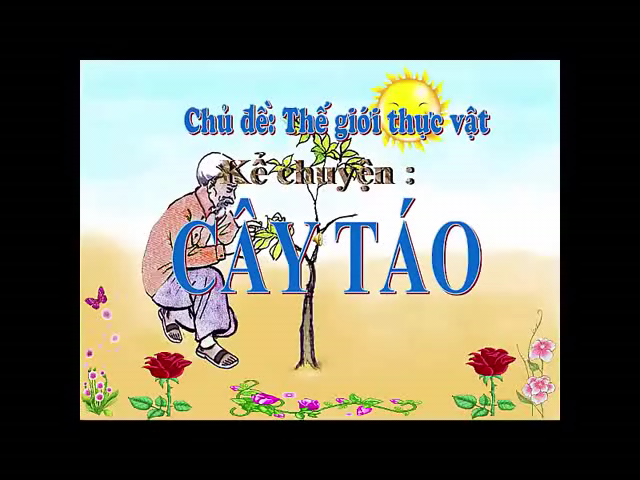 Chủ đề: Thế giới thực vật
Kể chuyện :
CÂY TÁO